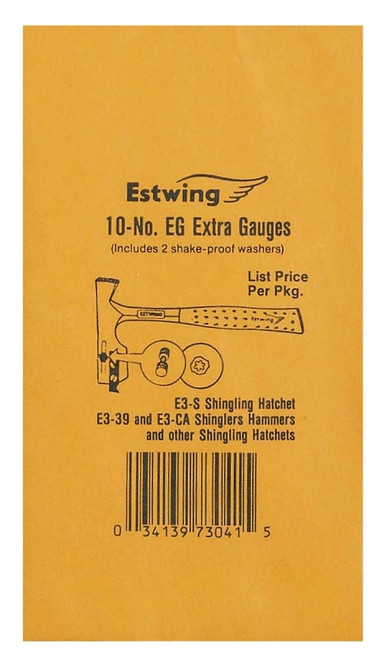 Estwing
10-No. EG Extra Gauges
(Includes 2 shake-proof washers)
List Price
Per Pkg.
ESTWING
Estwing
E3-S Shingling Hatchet
E3-39 and E3-CA Shinglers Hammers
and other Shingling Hatchets
0 34139 73041 5